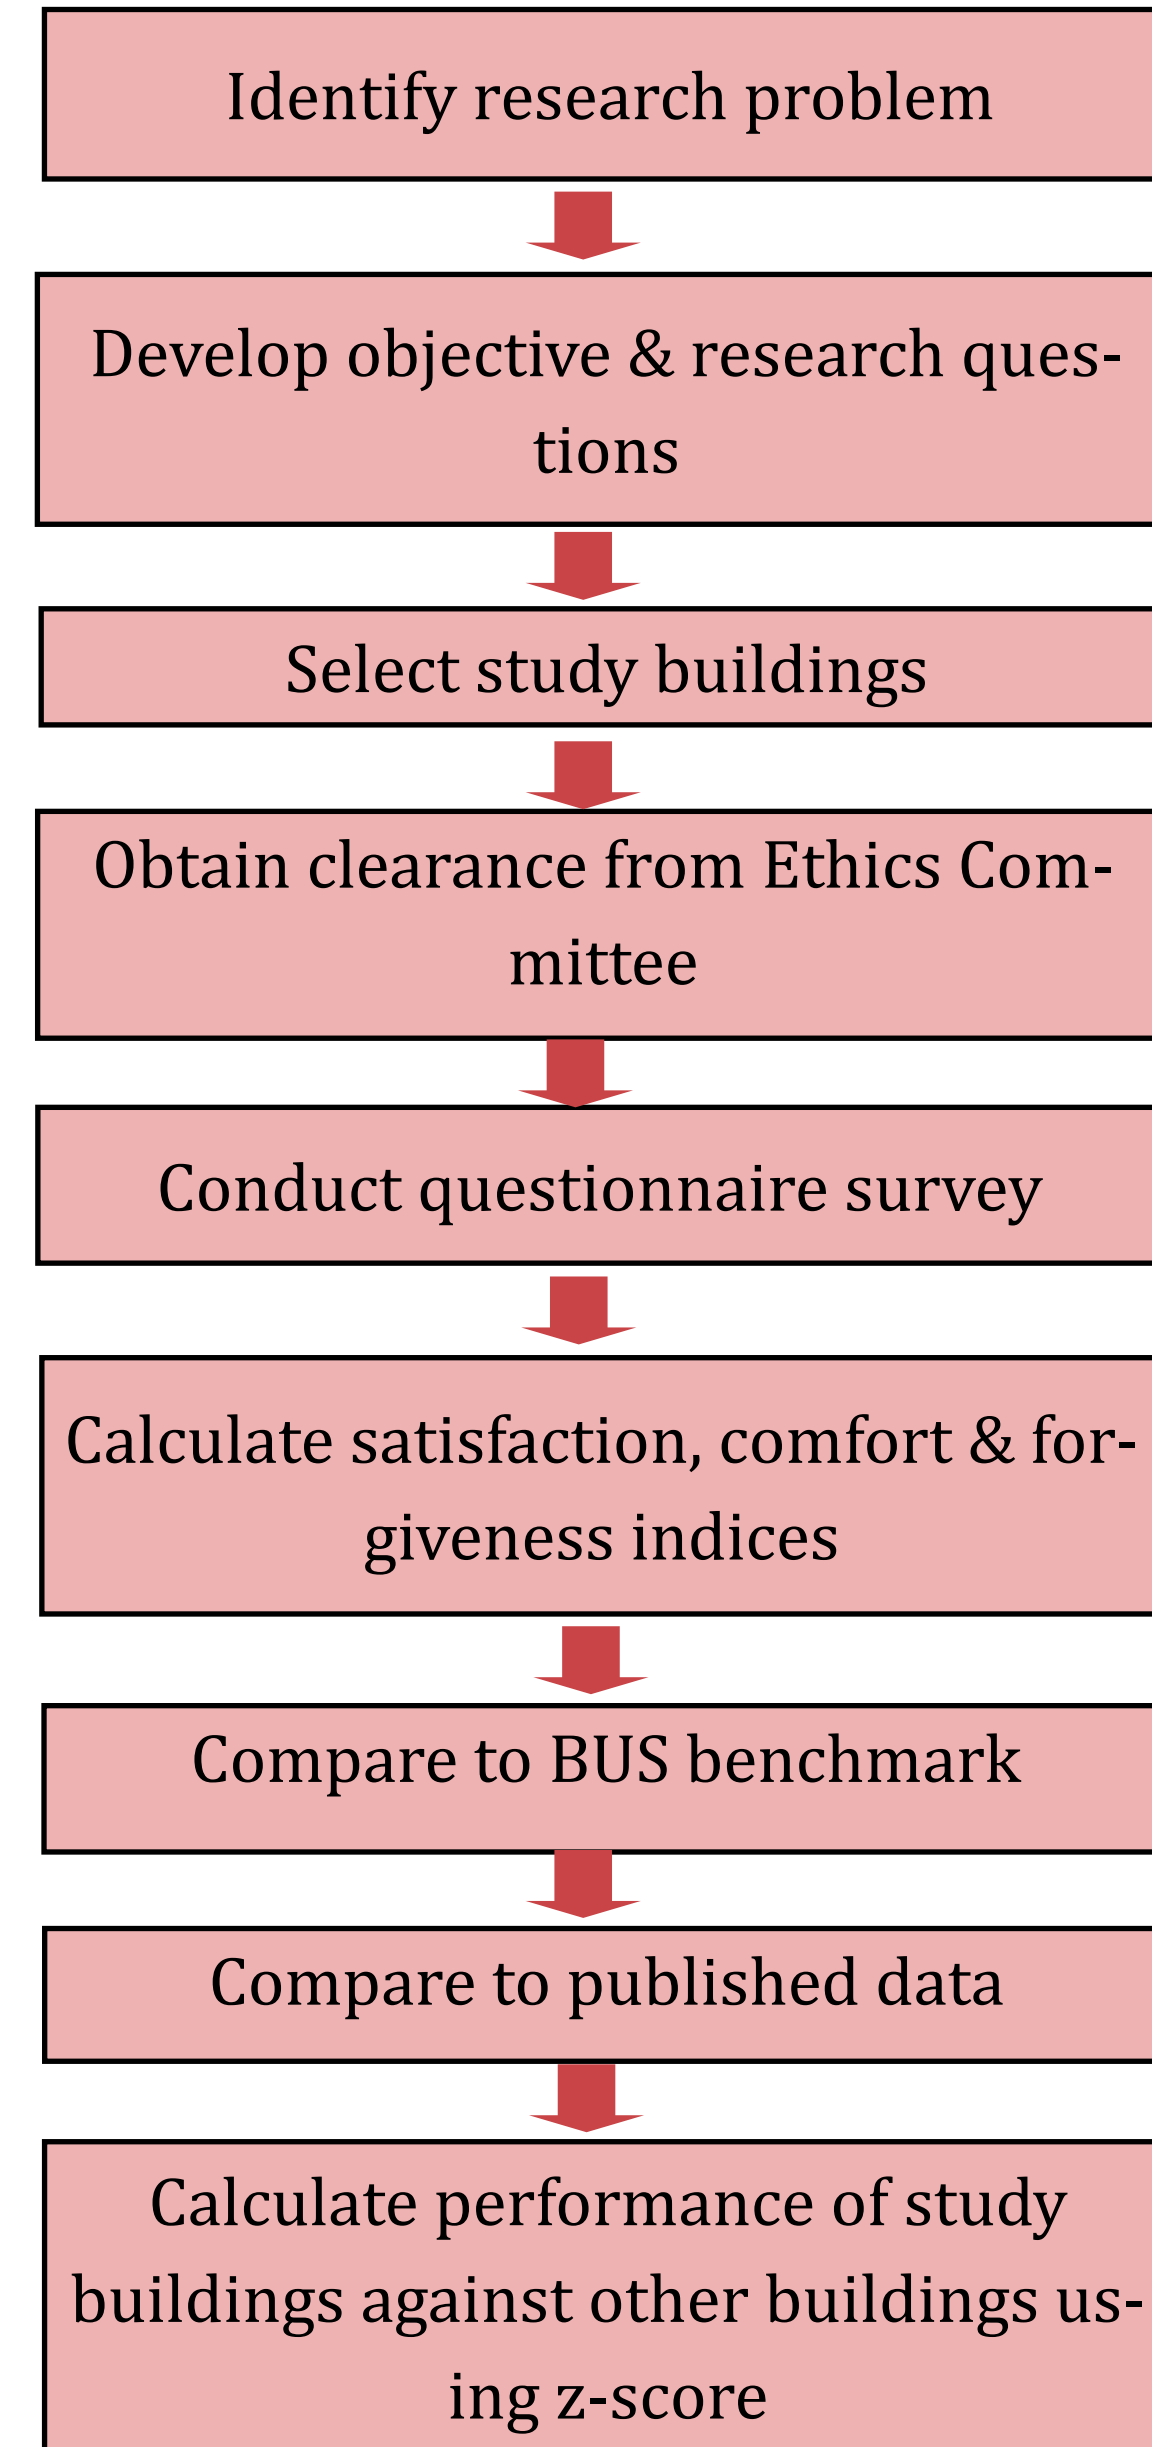 Identify research problem
Develop objective & research ques-
tions
Select study buildings
Obtain clearance from Ethics Com-
mittee
Conduct questionnaire survey
Calculate satisfaction, comfort & for-
giveness indices
Compare to BUS benchmark
Compare to published data
Calculate performance of study
buildings against other buildings us-
ing z-score